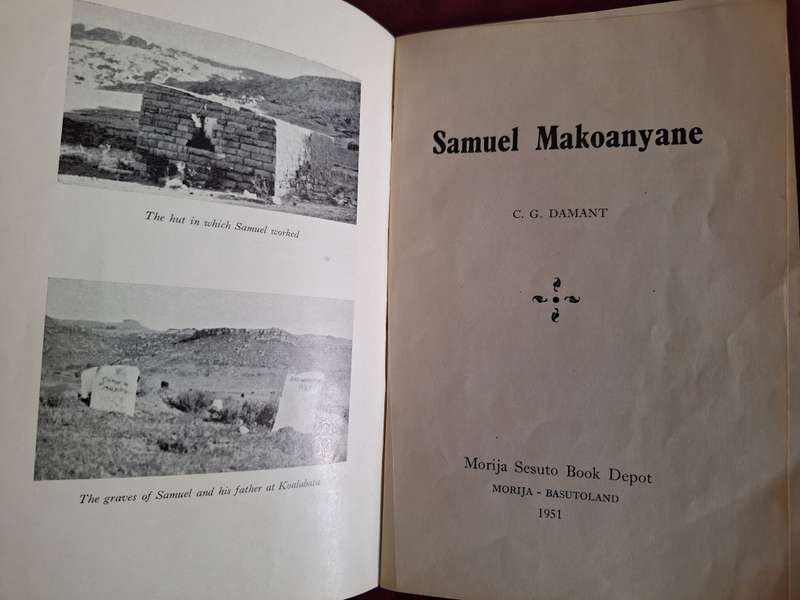 The hut in which Samuel worked
The graves of Samuel and his father at Koalabata
Samuel Makoanyane
C. G. DAMANT
Morija Sesuto Book Depot
MORIJA - BASUTOLAND
1951